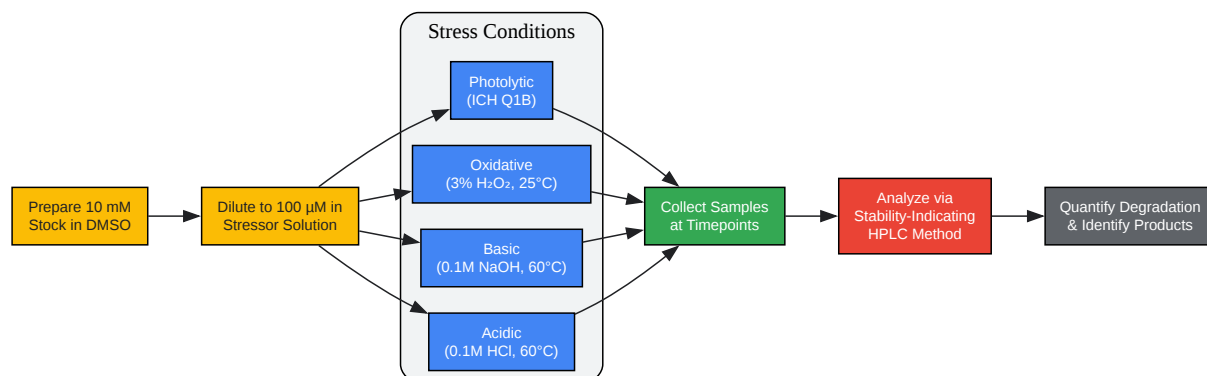 Stress Conditions
Photolytic
(ICH Q1B)
Oxidative
(3% H₂O₂, 25°C)
Prepare 10 mM
Stock in DMSO
Dilute to 100 µM in
Stressor Solution
Collect Samples
at Timepoints
Analyze via
Stability-Indicating
HPLC Method
Quantify Degradation
& Identify Products
Basic
(0.1M NaOH, 60°C)
Acidic
(0.1M HCl, 60°C)